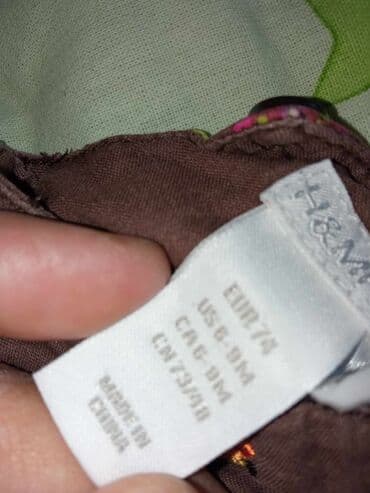 H&M
EUR 74
US 6-9M
CA 6-9M
CN 73/48
MADE IN
CHINA